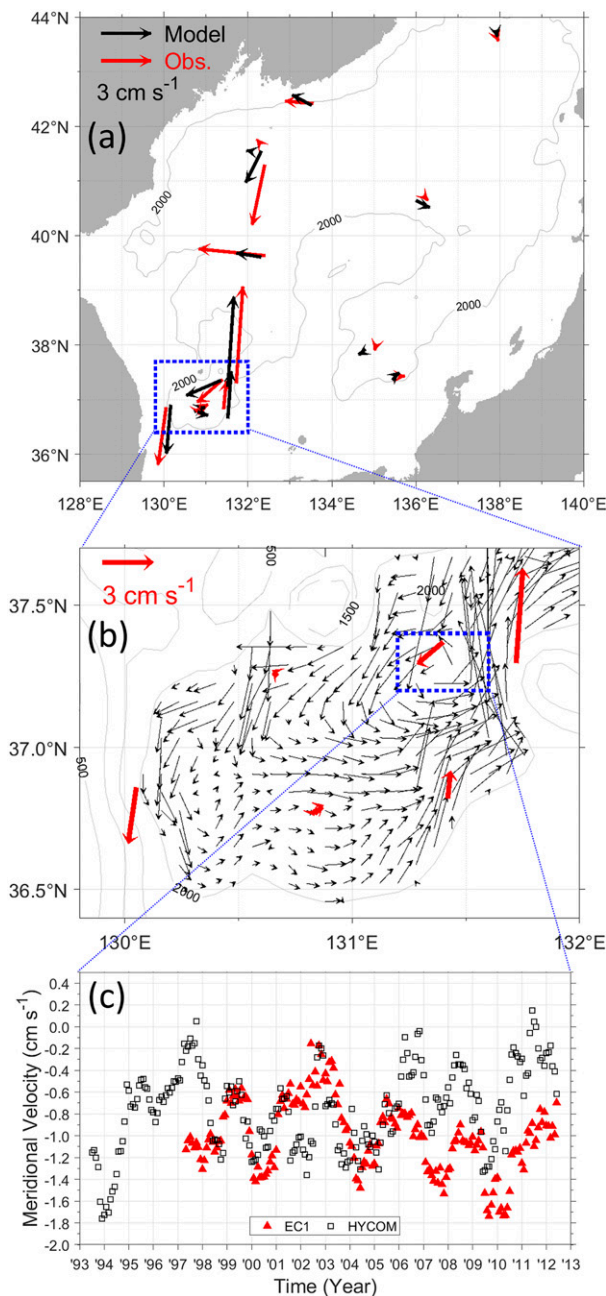 44°N
Model
Obs.
3 cm s⁻¹
(a)
42°N
2000
40°N
2000
2000
38°N
2000
36°N
128°E 130°E 132°E 134°E 136°E 138°E 140°E
500
3 cm s⁻¹
37.5°N
(b)
1500
2000
37.0°N
500
36.5°N
2000
130°E 131°E 132°E
(c)
Meridional Velocity (cm s⁻¹)
0.4
0.2
0.0
-0.2
-0.4
-0.6
-0.8
-1.0
-1.2
-1.4
-1.6
-1.8
-2.0
EC1 HYCOM
'93 '94 '95 '96 '97 '98 '99 '00 '01 '02 '03 '04 '05 '06 '07 '08 '09 '10 '11 '12 '13
Time (Year)